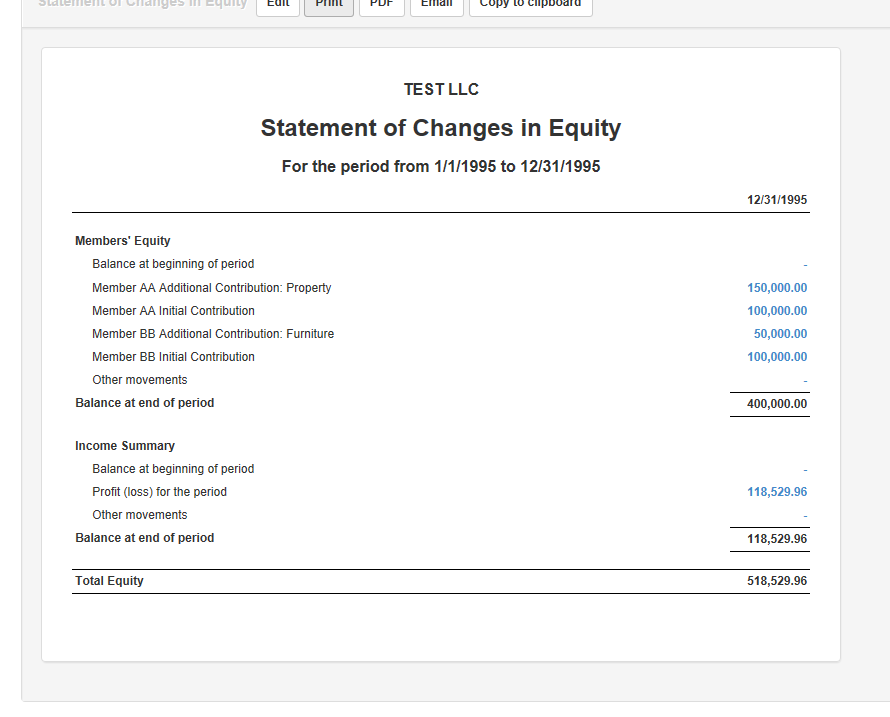 Statement of Changes in Equity Edit Print PDF Email Copy to clipboard
TEST LLC
Statement of Changes in Equity
For the period from 1/1/1995 to 12/31/1995
12/31/1995
Members' Equity
Balance at beginning of period -
Member AA Additional Contribution: Property 150,000.00
Member AA Initial Contribution 100,000.00
Member BB Additional Contribution: Furniture 50,000.00
Member BB Initial Contribution 100,000.00
Other movements -
Balance at end of period 400,000.00
Income Summary
Balance at beginning of period -
Profit (loss) for the period 118,529.96
Other movements -
Balance at end of period 118,529.96
Total Equity 518,529.96